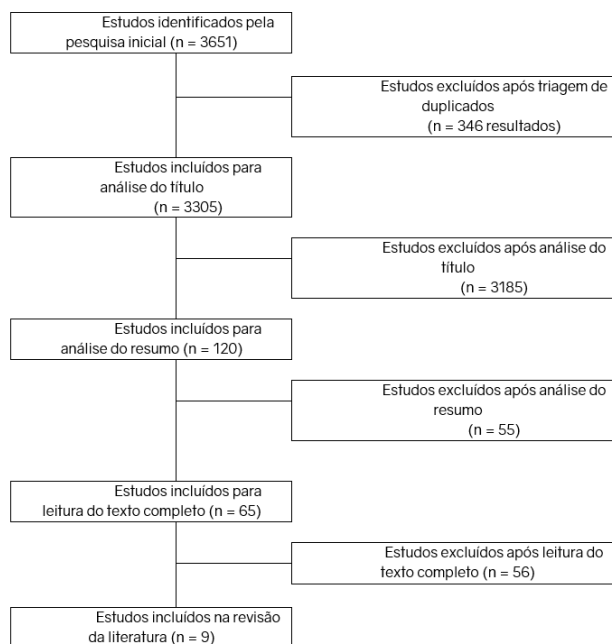 Estudos identificados pela
pesquisa inicial (n = 3651)
Estudos excluídos após triagem de
duplicados
(n = 346 resultados)
Estudos incluídos para
análise do título
(n = 3305)
Estudos excluídos após análise do
título
(n = 3185)
Estudos incluídos para
análise do resumo (n = 120)
Estudos excluídos após análise do
resumo
(n = 55)
Estudos incluídos para
leitura do texto completo (n = 65)
Estudos excluídos após leitura do
texto completo (n = 56)
Estudos incluídos na revisão
da literatura (n = 9)